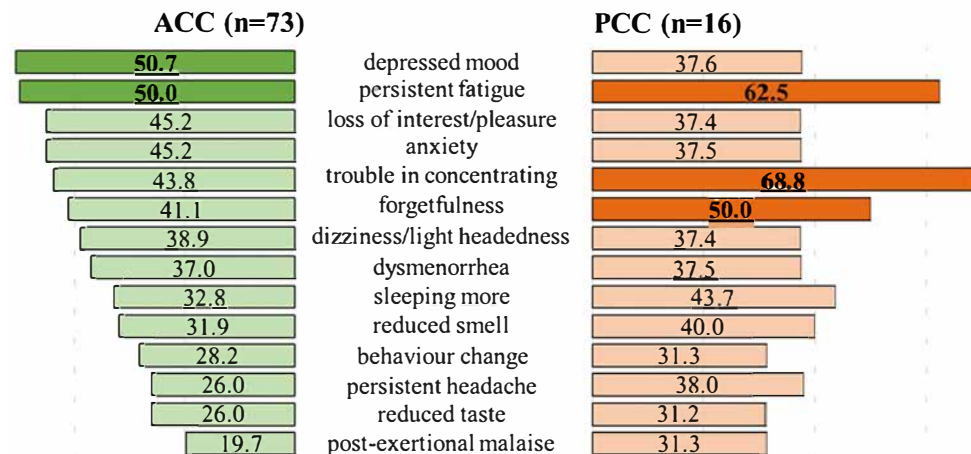 ACC (n=73) PCC (n=16)
50.7 depressed mood 37.6
50.0 persistent fatigue 62.5
45.2 loss of interest/pleasure 37.4
45.2 anxiety 37.5
43.8 trouble in concentrating 68.8
41.1 forgetfulness 50.0
38.9 dizziness/light headedness 37.4
37.0 dysmenorrhea 37.5
32.8 sleeping more 43.7
31.9 reduced smell 40.0
28.2 behaviour change 31.3
26.0 persistent headache 38.0
26.0 reduced taste 31.2
19.7 post-exertional malaise 31.3